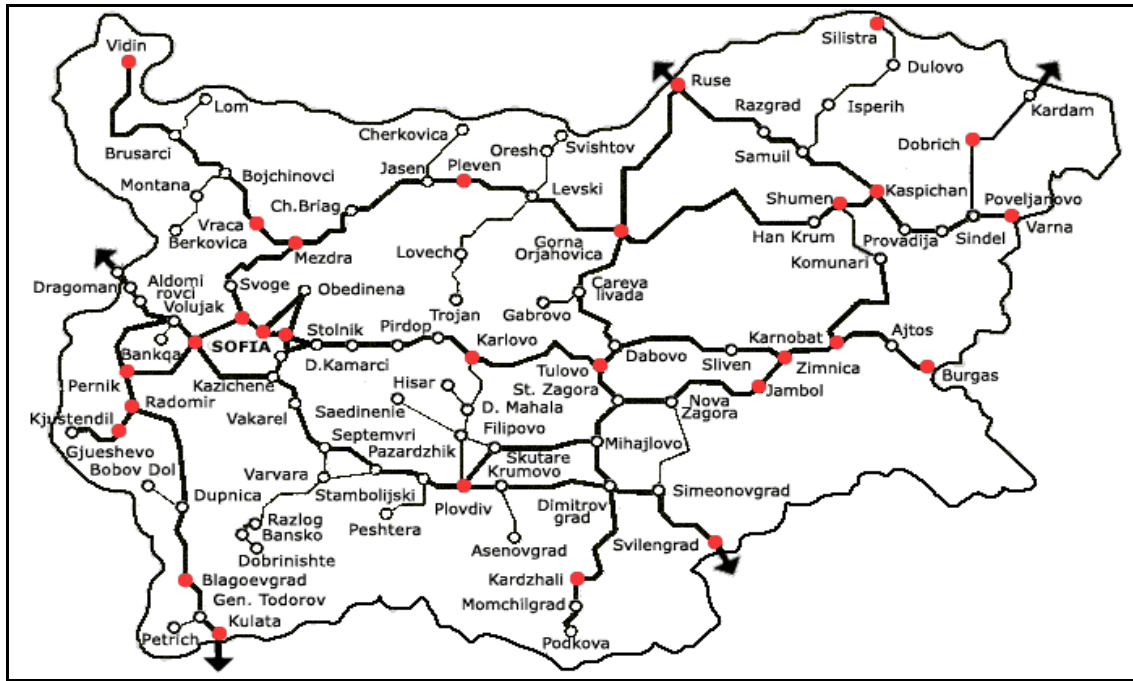 Vidin
Silistra
Ruse
Dulovo
Lom
Kardam
Razgrad
Isperih
Cherkovica
Dobrich
Brusarci
Oresh
Svishtov
Samuil
Jasen
Pleven
Bojchinovci
Montana
Levski
Shumen
Kaspichan
Poveljanovo
Ch.Briag
Vraca
Berkovica
Varna
Mezdra
Lovech
Gorna
Orjahovica
Han Krum
Provadija
Sindel
Komunari
Dragoman
Aldomi
rovci
Volujak
Svoge
Obedinena
Careva
livada
Trojan
Gabrovo
Bankqa
SOFIA
Stolnik
Pirdop
Karlovo
Dabovo
Karnobat
Ajtos
D.Kamarci
Sliven
Zimnica
Tulovo
Burgas
Pernik
Kazichene
Hisar
St. Zagora
Jambol
Radomir
Vakarel
Saedinenie
D. Mahala
Nova
Zagora
Kjustendil
Filipovo
Gjueshevo
Septemvri
Mihajlovo
Bobov Dol
Pazardzhik
Skutare
Varvara
Krumovo
Dupnica
Stambolijski
Plovdiv
Dimitrov
grad
Simeonovgrad
Razlog
Peshtera
Bansko
Asenovgrad
Svilengrad
Dobrinishte
Blagoevgrad
Kardzhali
Gen. Todorov
Momchilgrad
Kulata
Petrich
Podkova